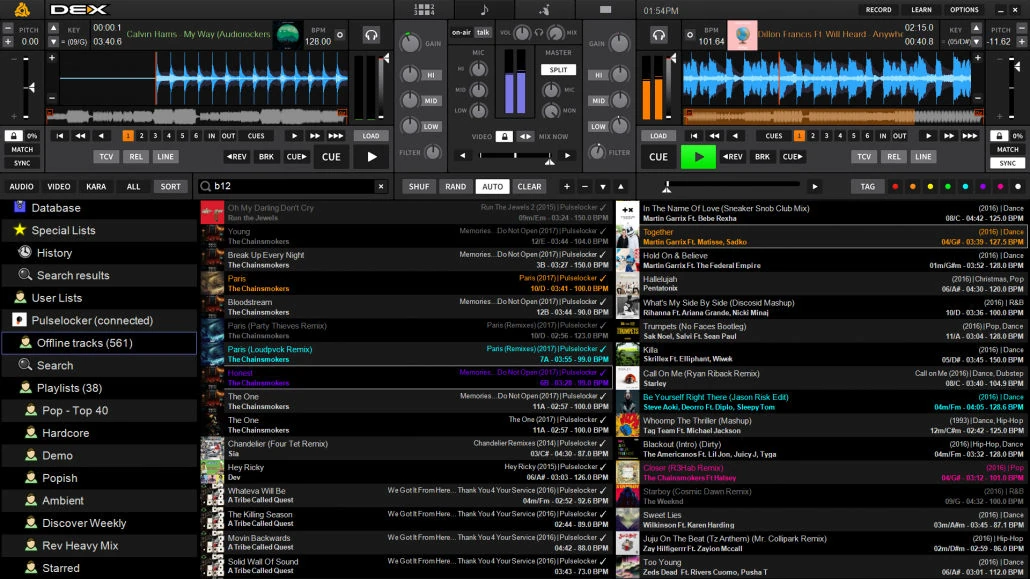 DEX
01:54PM
RECORD LEARN OPTIONS
PITCH 0.00
= (09/G)
00:00.1
03:40.6
Calvin Hams - My Way (Audiorockers
BPM 128.00
GAIN
HI
MID
LOW
FILTER
on-air talk
VOL MIX
MIC
HI
MID
LOW
MASTER
SPLIT
MIC
MON
VIDEO MIX NOW
GAIN
HI
MID
LOW
FILTER
BPM 101.64
Dillon Francis Ft. Will Heard - Anywhe
02:15.0
00:40.8
= (05/D#)
PITCH -11.62
0% 1 2 3 4 5 6 IN OUT CUES LOAD
MATCH
SYNC
TCV REL LINE ◀REV BRK CUE▶ CUE
LOAD CUES 1 2 3 4 5 6 IN OUT 0%
MATCH
SYNC
CUE ◀REV BRK CUE▶ TCV REL LINE
AUDIO VIDEO KARA ALL SORT
b12
SHUF RAND AUTO CLEAR
TAG
Database
Special Lists
History
Search results
User Lists
Pulselocker (connected)
Offline tracks (561)
Search
Playlists (38)
Pop - Top 40
Hardcore
Demo
Popish
Ambient
Discover Weekly
Rev Heavy Mix
Starred
Oh My Darling Don't Cry Run The Jewels 2 (2015) | Pulselocker ✓
Run the Jewels 09m/Em - 03:24 - 150.0 BPM
Young Memories...Do Not Open (2017) | Pulselocker ✓
The Chainsmokers 12/E - 03:44 - 104.0 BPM
Break Up Every Night Memories...Do Not Open (2017) | Pulselocker ✓
The Chainsmokers 3B - 03:27 - 150.0 BPM
Paris Paris (2017) | Pulselocker ✓
The Chainsmokers 10/D - 03:41 - 100.0 BPM
Bloodstream Memories...Do Not Open (2017) | Pulselocker ✓
The Chainsmokers 12B - 03:44 - 90.0 BPM
Paris (Party Thieves Remix) Paris (Remixes) (2017) | Pulselocker ✓
The Chainsmokers 10/D - 02:56 - 123.0 BPM
Paris (Loudpvck Remix) Paris (Remixes) (2017) | Pulselocker ✓
The Chainsmokers 7A - 03:55 - 99.0 BPM
Honest Memories...Do Not Open (2017) | Pulselocker ✓
The Chainsmokers 6B - 03:28 - 99.0 BPM
The One Memories...Do Not Open (2017) | Pulselocker ✓
The Chainsmokers 11A - 02:57 - 100.0 BPM
The One The One (2017) | Pulselocker ✓
The Chainsmokers 11A - 02:57 - 100.0 BPM
Chandelier (Four Tet Remix) Chandelier Remixes (2014) | Pulselocker ✓
Sia 03/C# - 04:30 - 87.0 BPM
Hey Ricky Hey Ricky (2015) | Pulselocker ✓
Dev 06/A# - 03:03 - 126.0 BPM
Whateva Will Be We Got It From Here... Thank You 4 Your Service (2016) | Pulselocker ✓
A Tribe Called Quest 04m/Fm - 02:52 - 92.6 BPM
The Killing Season We Got It From Here... Thank You 4 Your Service (2016) | Pulselocker ✓
A Tribe Called Quest 02:44 - 89.0 BPM
Movin Backwards We Got It From Here... Thank You 4 Your Service (2016) | Pulselocker ✓
A Tribe Called Quest 04:42 - 88.0 BPM
Solid Wall Of Sound We Got It From Here... Thank You 4 Your Service (2016) | Pulselocker ✓
A Tribe Called Quest 03:43 - 73.0 BPM
In The Name Of Love (Sneaker Snob Club Mix) (2016) | Dance
Martin Garrix Ft. Bebe Rexha 08/C - 04:42 - 125.0 BPM
Together (2016) | Dance
Martin Garrix Ft. Matisse, Sadko 04/G# - 03:39 - 127.5 BPM
Hold On & Believe (2016) | Dance
Martin Garrix Ft. The Federal Empire 01m/G#m - 03:52 - 128.0 BPM
Hallelujah (2016) | Christmas, Pop
Pentatonix 06/A# - 04:30 - 120.0 BPM
What's My Side By Side (Discosid Mashup) (2016) | R&B
Rihanna Ft. Ariana Grande, Nicki Minaj 10/D - 03:36 - 100.0 BPM
Trumpets (No Faces Bootleg) (2016) | Pop, Dance
Sak Noel, Salvi Ft. Sean Paul 11/A - 03:04 - 128.0 BPM
Killa (2016) | Dance
Skrillex Ft. Elliphant, Wiwek 05/D# - 03:45 - 150.0 BPM
Call On Me (Ryan Riback Remix) Call on Me (2016) | Dance, Pop
Starley 08/C - 03:40 - 104.9 BPM
Be Yourself Right There (Jason Risk Edit) (2016) | Dance
Steve Aoki, Deorro Ft. Diplo, Sleepy Tom 04m/Fm - 04:05 - 128.6 BPM
Whoomp The Thriller (Mashup) (1993) | Dance, Hip-Hop
Tag Team Ft. Michael Jackson 12m/C#m - 02:42 - 125.0 BPM
Blackout (Intro) (Dirty) (2016) | Hip-Hop, Dance
The Americanos Ft. Lil Jon, Juicy J, Tyga 04m/Fm - 03:32 - 128.0 BPM
Closer (R3Hab Remix) (2016) | Pop
The Chainsmokers Ft Halsey 04/G# - 03:12 - 101.0 BPM
Starboy (Cosmic Dawn Remix) (2016) | R&B
The Weeknd 09/G - 04:32 - 100.0 BPM
Sweet Lies (2016) | Dance
Wilkinson Ft. Karen Harding 03m/A#m - 03:45 - 87.1 BPM
Juju On The Beat (Tz Anthem) (Mr. Collipark Remix) (2016) | Hip-Hop
Zay Hilfigerrr Ft. Zayion Mccall 02m/D#m - 02:59 - 86.0 BPM
Too Young (2016) | Dance
Zeds Dead Ft. Rivers Cuomo, Pusha T 06/A# - 03:01 - 112.0 BPM